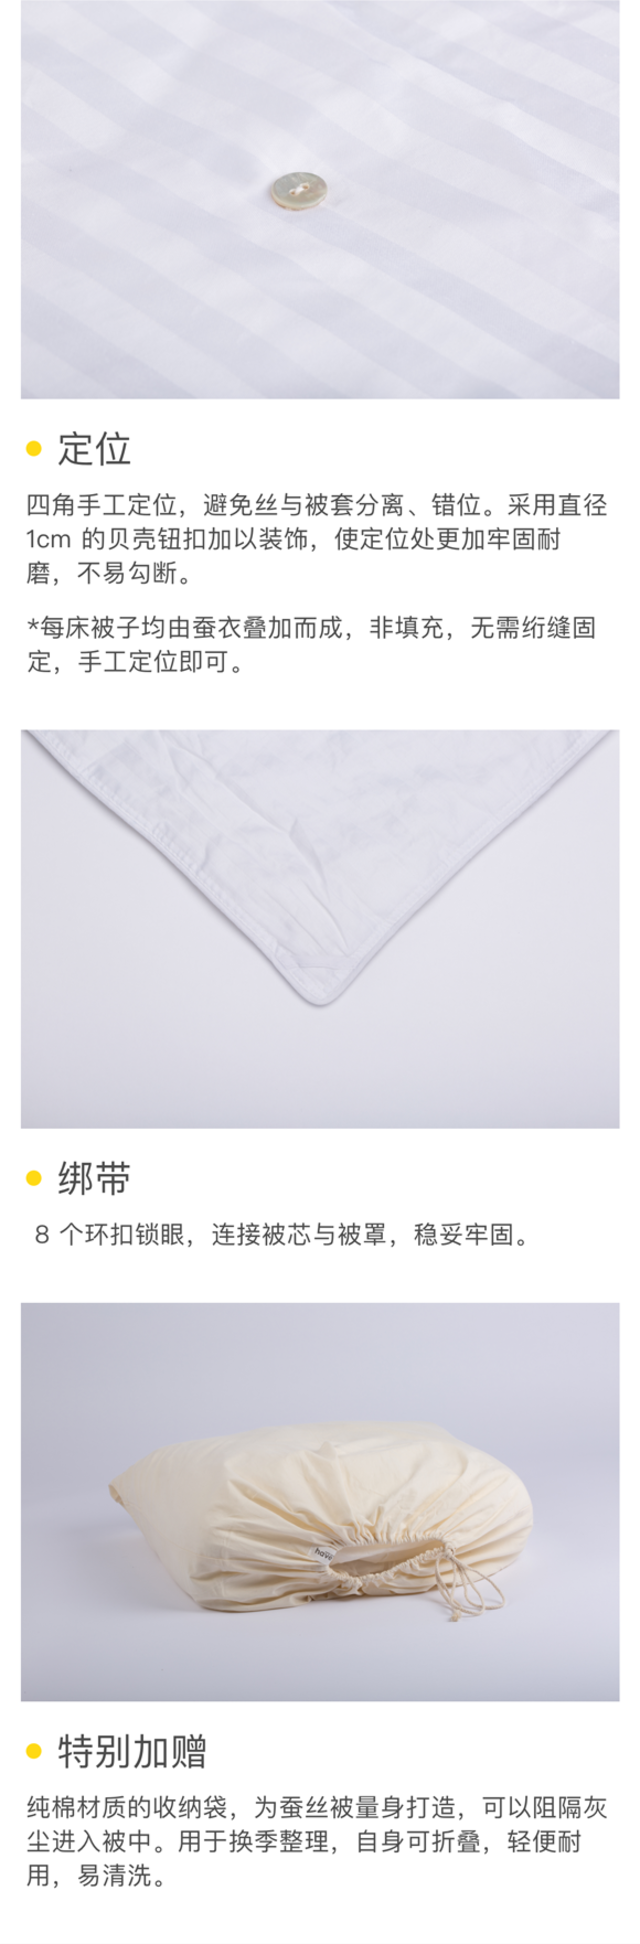 定位
四角手工定位，避免丝与被套分离、错位。采用直径
1cm 的贝壳钮扣加以装饰，使定位处更加牢固耐
磨，不易勾断。
*每床被子均由蚕衣叠加而成，非填充，无需绗缝固
定，手工定位即可。
绑带
8 个环扣锁眼，连接被芯与被罩，稳妥牢固。
特别加赠
纯棉材质的收纳袋，为蚕丝被量身打造，可以阻隔灰
尘进入被中。用于换季整理，自身可折叠，轻便耐
用，易清洗。